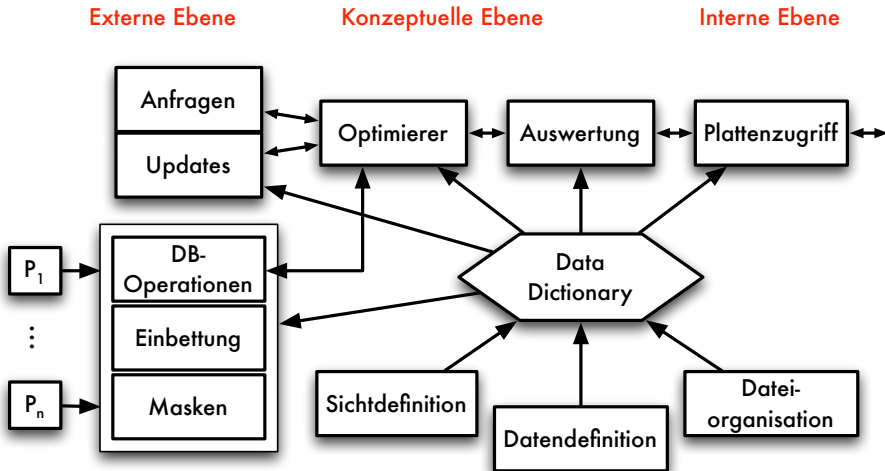 Externe Ebene
Konzeptuelle Ebene
Interne Ebene
Anfragen
Updates
Optimierer
Auswertung
Plattenzugriff
P1
⋮
Pn
DB-
Operationen
Einbettung
Masken
Data
Dictionary
Sichtdefinition
Datendefinition
Datei-
organisation